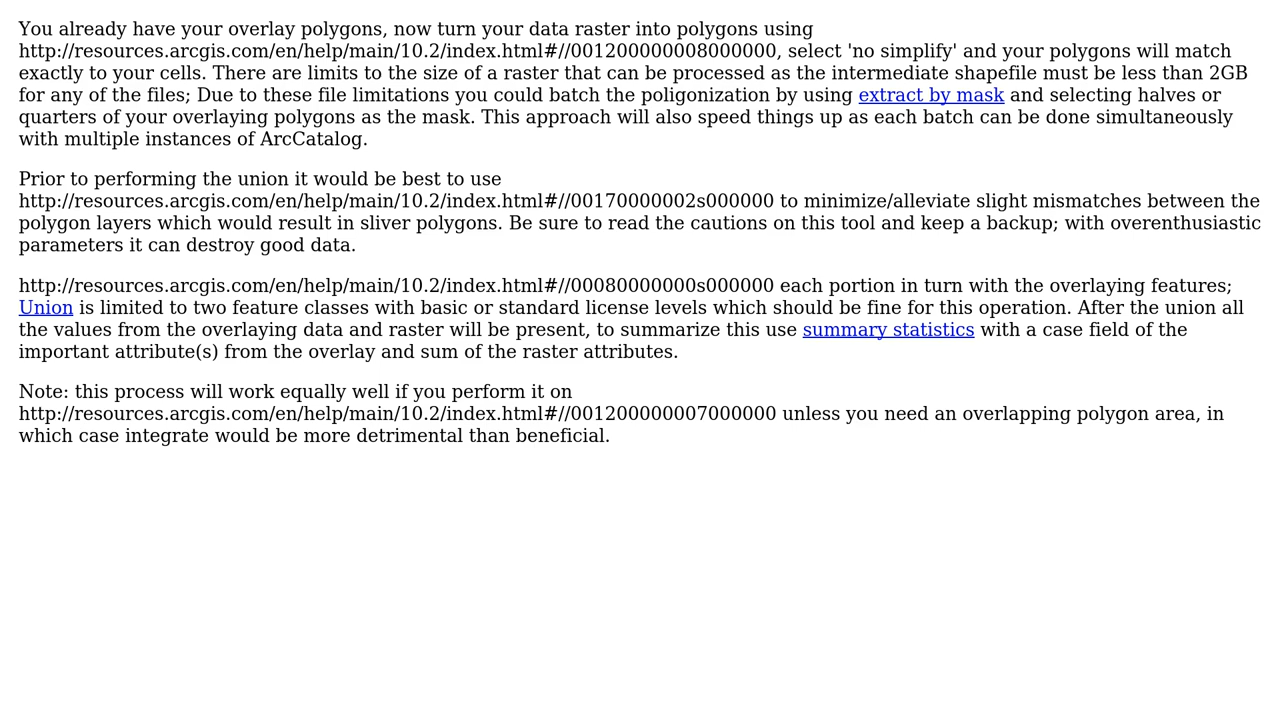 You already have your overlay polygons, now turn your data raster into polygons using
http://resources.arcgis.com/en/help/main/10.2/index.html#//001200000008000000, select 'no simplify' and your polygons will match
exactly to your cells. There are limits to the size of a raster that can be processed as the intermediate shapefile must be less than 2GB
for any of the files; Due to these file limitations you could batch the poligonization by using extract by mask and selecting halves or
quarters of your overlaying polygons as the mask. This approach will also speed things up as each batch can be done simultaneously
with multiple instances of ArcCatalog.
Prior to performing the union it would be best to use
http://resources.arcgis.com/en/help/main/10.2/index.html#//00170000002s000000 to minimize/alleviate slight mismatches between the
polygon layers which would result in sliver polygons. Be sure to read the cautions on this tool and keep a backup; with overenthusiastic
parameters it can destroy good data.
http://resources.arcgis.com/en/help/main/10.2/index.html#//00080000000s000000 each portion in turn with the overlaying features;
Union is limited to two feature classes with basic or standard license levels which should be fine for this operation. After the union all
the values from the overlaying data and raster will be present, to summarize this use summary statistics with a case field of the
important attribute(s) from the overlay and sum of the raster attributes.
Note: this process will work equally well if you perform it on
http://resources.arcgis.com/en/help/main/10.2/index.html#//001200000007000000 unless you need an overlapping polygon area, in
which case integrate would be more detrimental than beneficial.